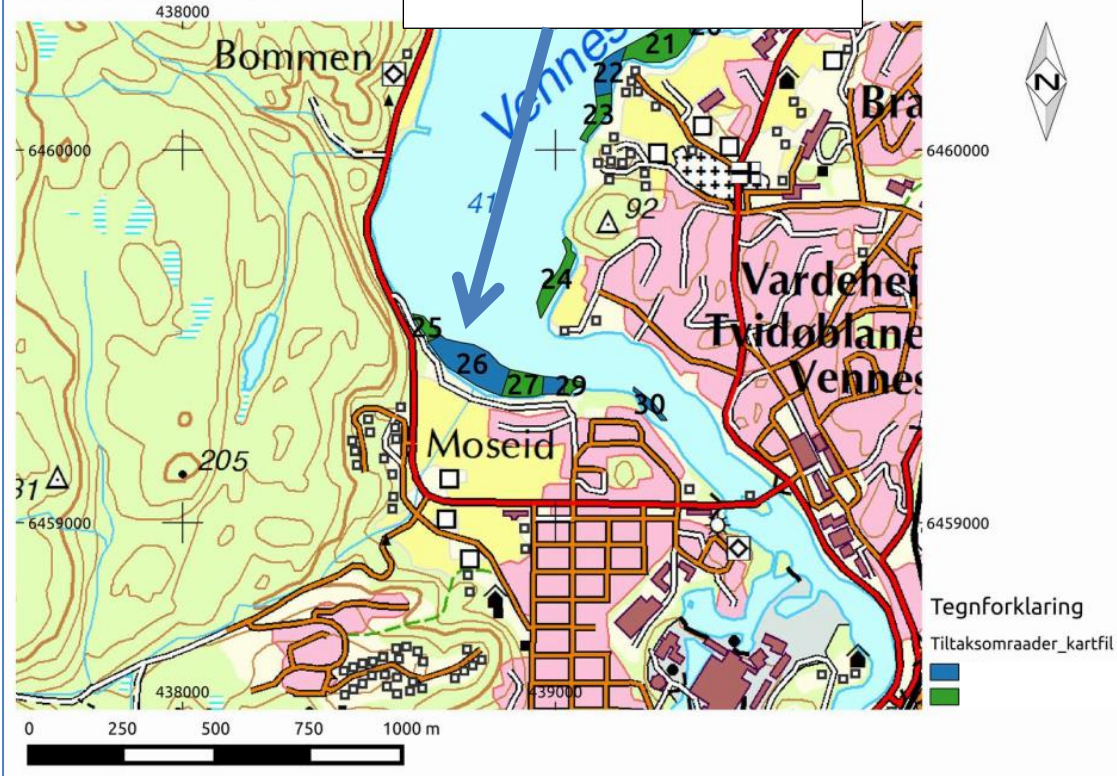 438000
Bommen
Vennes
21
22
23
Bra
6460000
6460000
41
92
24
Vardehei
Tvidøblane
Vennes
25
26
27
29
30
Moseid
205
31
6459000
6459000
438000
439000
N
Tegnforklaring
Tiltaksomraader_kartfil
0 250 500 750 1000 m